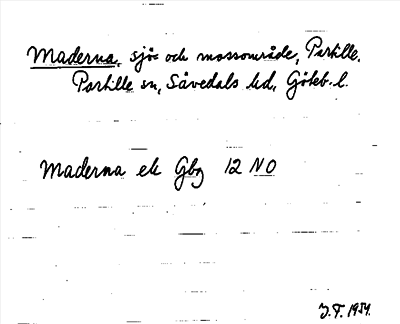 Maderna, sjö- och mossområde, Partille,
Partille sn, Sävedals hd, Göteb. l.
Maderna ek Gbg 12 NO
J.F. 1954.